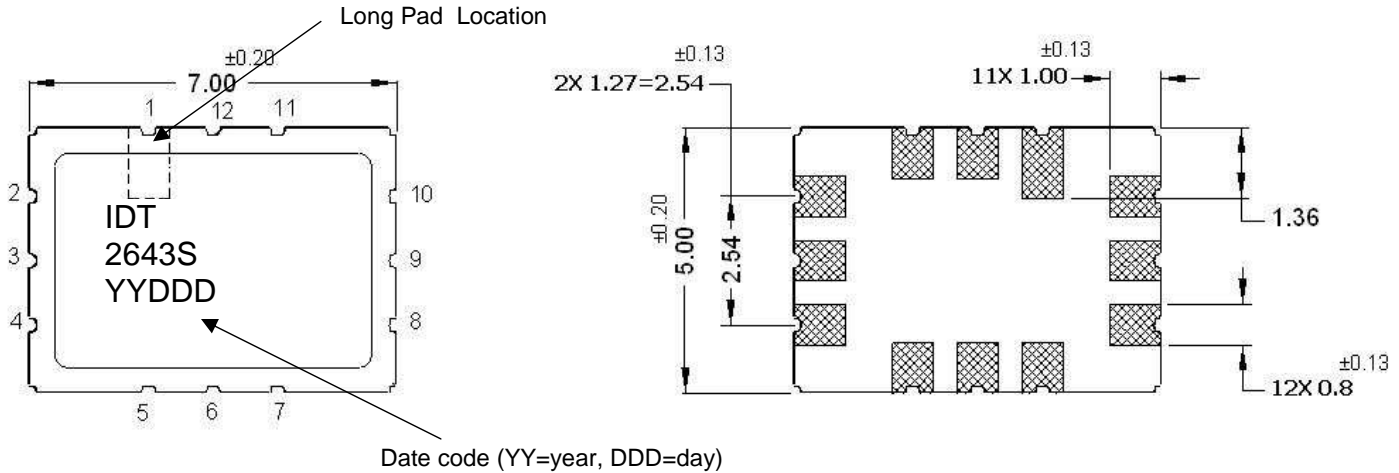 Long Pad Location
±0.20
7.00
1
12
11
2
3
4
10
9
8
IDT
2643S
YYDDD
5
6
7
Date code (YY=year, DDD=day)
±0.13
2X 1.27=2.54
±0.13
11X 1.00
±0.20
5.00
2.54
1.36
±0.13
12X 0.8